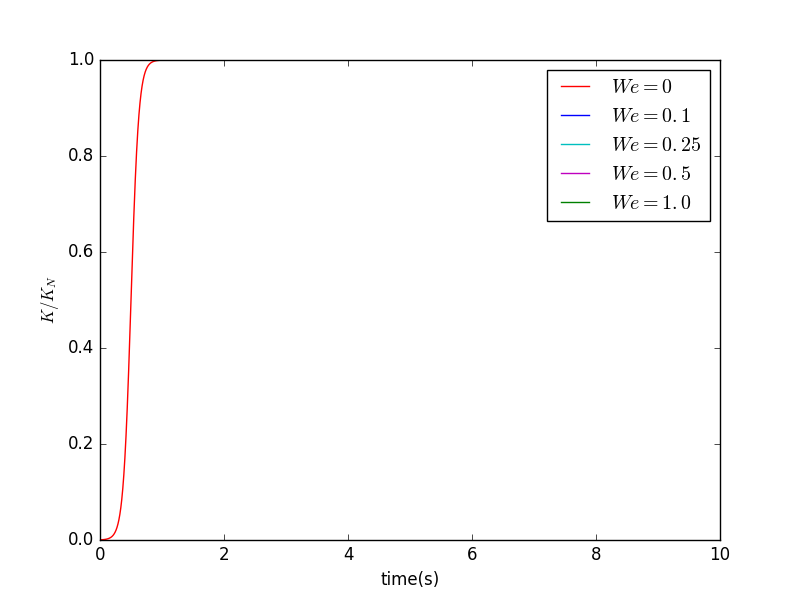 1.0
0.8
0.6
0.4
0.2
0.0
K/K_N
0 2 4 6 8 10
time(s)
We = 0
We = 0.1
We = 0.25
We = 0.5
We = 1.0